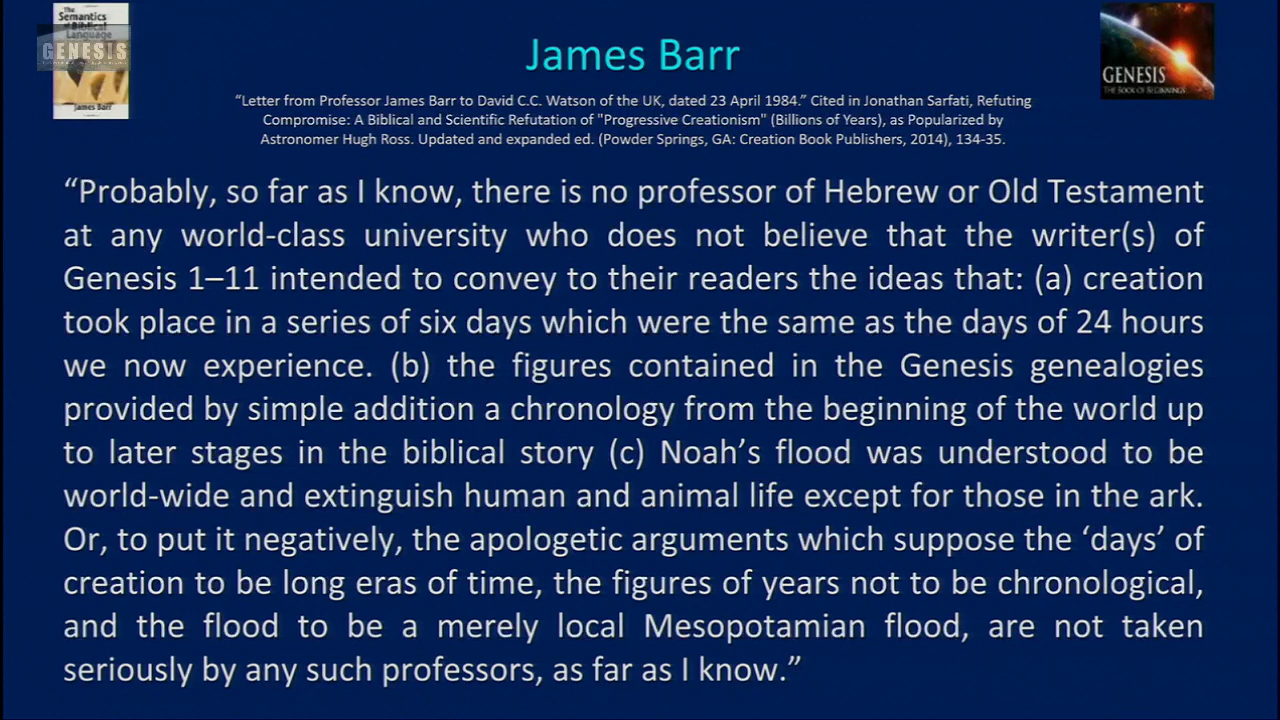 The
Semantics
of Biblical
Language
GENESIS
James Barr
James Barr
GENESIS
THE BOOK OF BEGINNINGS
“Letter from Professor James Barr to David C.C. Watson of the UK, dated 23 April 1984.” Cited in Jonathan Sarfati, Refuting
Compromise: A Biblical and Scientific Refutation of "Progressive Creationism" (Billions of Years), as Popularized by
Astronomer Hugh Ross. Updated and expanded ed. (Powder Springs, GA: Creation Book Publishers, 2014), 134-35.
“Probably, so far as I know, there is no professor of Hebrew or Old Testament
at any world-class university who does not believe that the writer(s) of
Genesis 1–11 intended to convey to their readers the ideas that: (a) creation
took place in a series of six days which were the same as the days of 24 hours
we now experience. (b) the figures contained in the Genesis genealogies
provided by simple addition a chronology from the beginning of the world up
to later stages in the biblical story (c) Noah’s flood was understood to be
world-wide and extinguish human and animal life except for those in the ark.
Or, to put it negatively, the apologetic arguments which suppose the ‘days’ of
creation to be long eras of time, the figures of years not to be chronological,
and the flood to be a merely local Mesopotamian flood, are not taken
seriously by any such professors, as far as I know.”